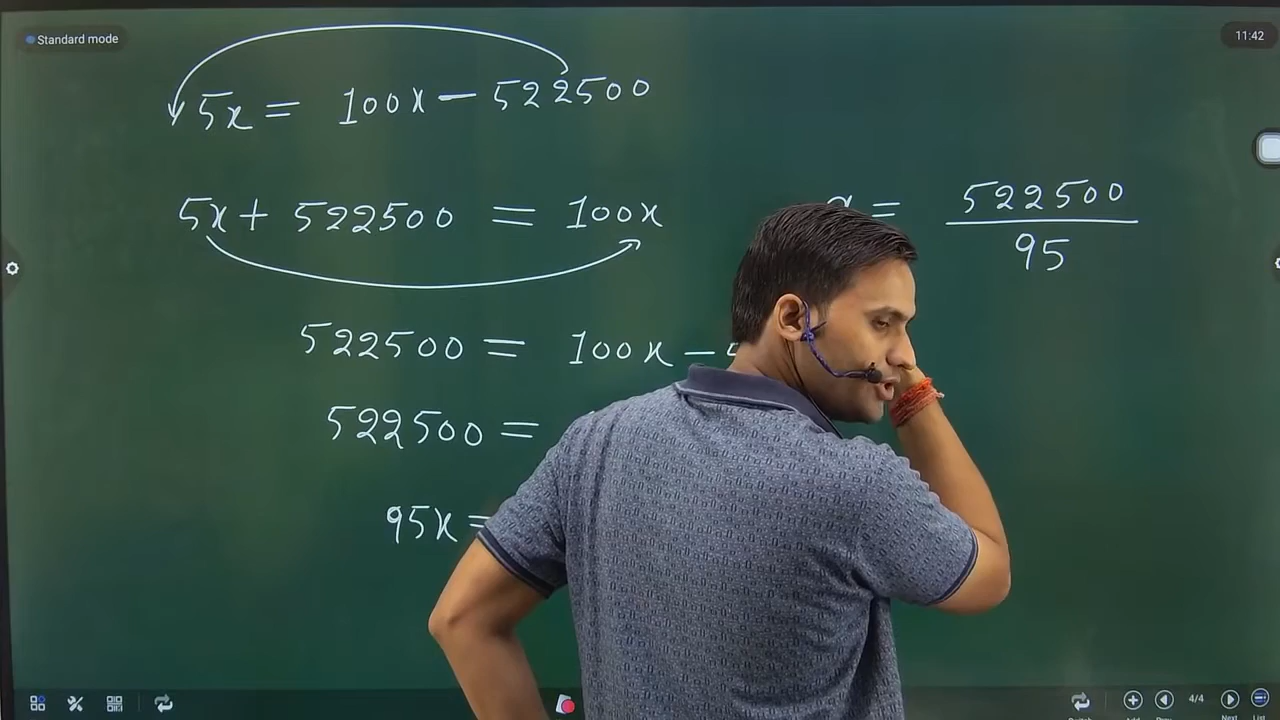 Standard mode
11:42
5x = 100x - 522500
5x + 522500 = 100x
522500 = 100x -
522500 =
95x =
x = 522500 / 95
4/4